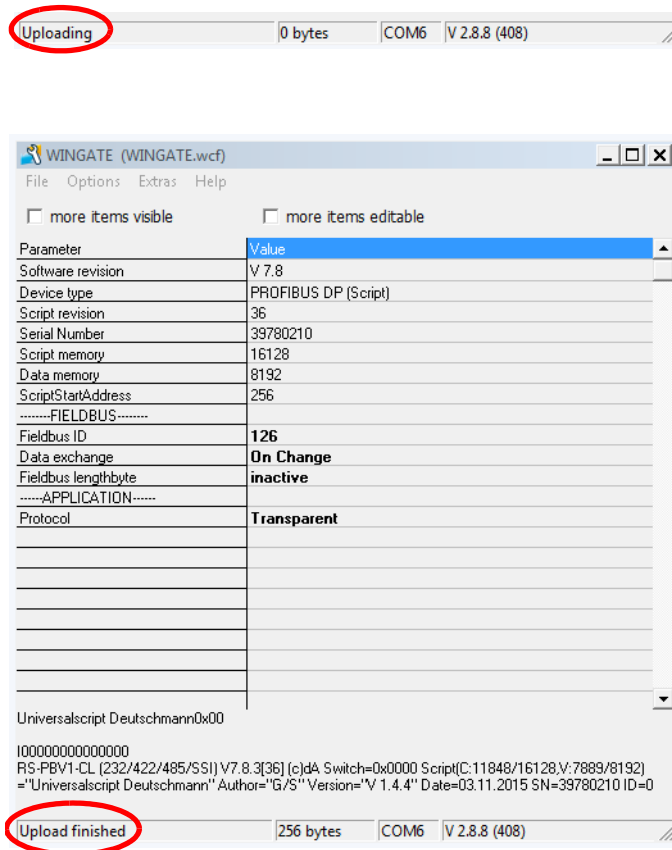 Uploading 0 bytes COM6 V 2.8.8 (408)
WINGATE (WINGATE.wcf)
File Options Extras Help
more items visible more items editable
Parameter Value
Software revision V 7.8
Device type PROFIBUS DP (Script)
Script revision 36
Serial Number 39780210
Script memory 16128
Data memory 8192
ScriptStartAddress 256
--------FIELDBUS--------
Fieldbus ID 126
Data exchange On Change
Fieldbus lengthbyte inactive
------APPLICATION------
Protocol Transparent
Universalscript Deutschmann0x00
I00000000000000
RS-PBV1-CL (232/422/485/SSI) V7.8.3[36] (c)dA Switch=0x0000 Script(C:11848/16128,V:7889/8192)
="Universalscript Deutschmann" Author="G/S" Version="V 1.4.4" Date=03.11.2015 SN=39780210 ID=0
Upload finished 256 bytes COM6 V 2.8.8 (408)